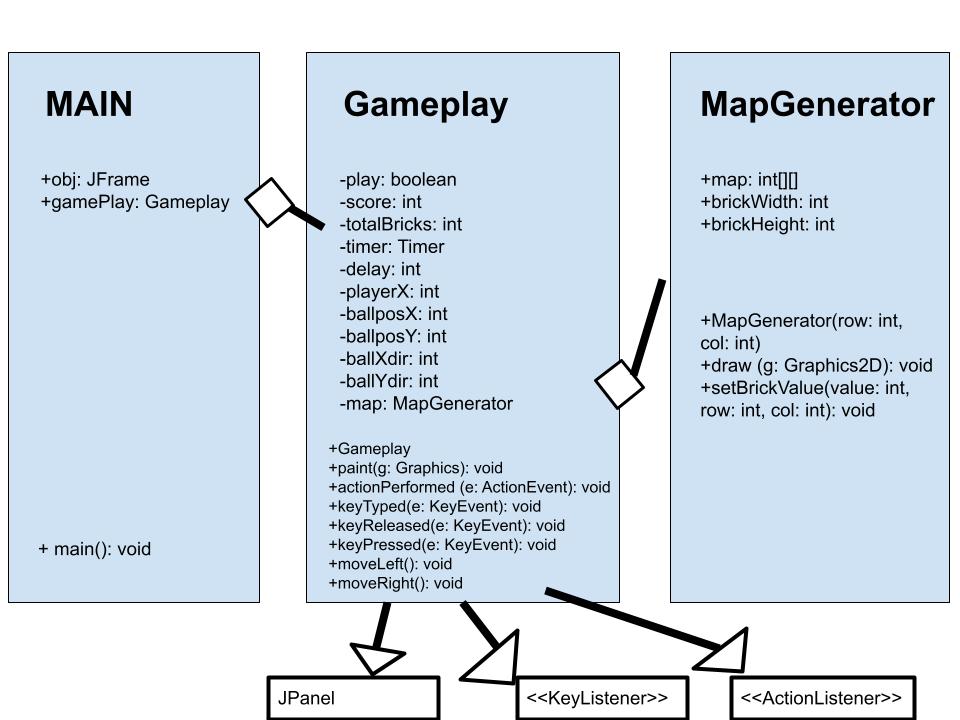 MAIN
+obj: JFrame
+gamePlay: Gameplay
+ main(): void
Gameplay
-play: boolean
-score: int
-totalBricks: int
-timer: Timer
-delay: int
-playerX: int
-ballposX: int
-ballposY: int
-ballXdir: int
-ballYdir: int
-map: MapGenerator
+Gameplay
+paint(g: Graphics): void
+actionPerformed (e: ActionEvent): void
+keyTyped(e: KeyEvent): void
+keyReleased(e: KeyEvent): void
+keyPressed(e: KeyEvent): void
+moveLeft(): void
+moveRight(): void
MapGenerator
+map: int[][]
+brickWidth: int
+brickHeight: int
+MapGenerator(row: int,
col: int)
+draw (g: Graphics2D): void
+setBrickValue(value: int,
row: int, col: int): void
JPanel
<<KeyListener>>
<<ActionListener>>